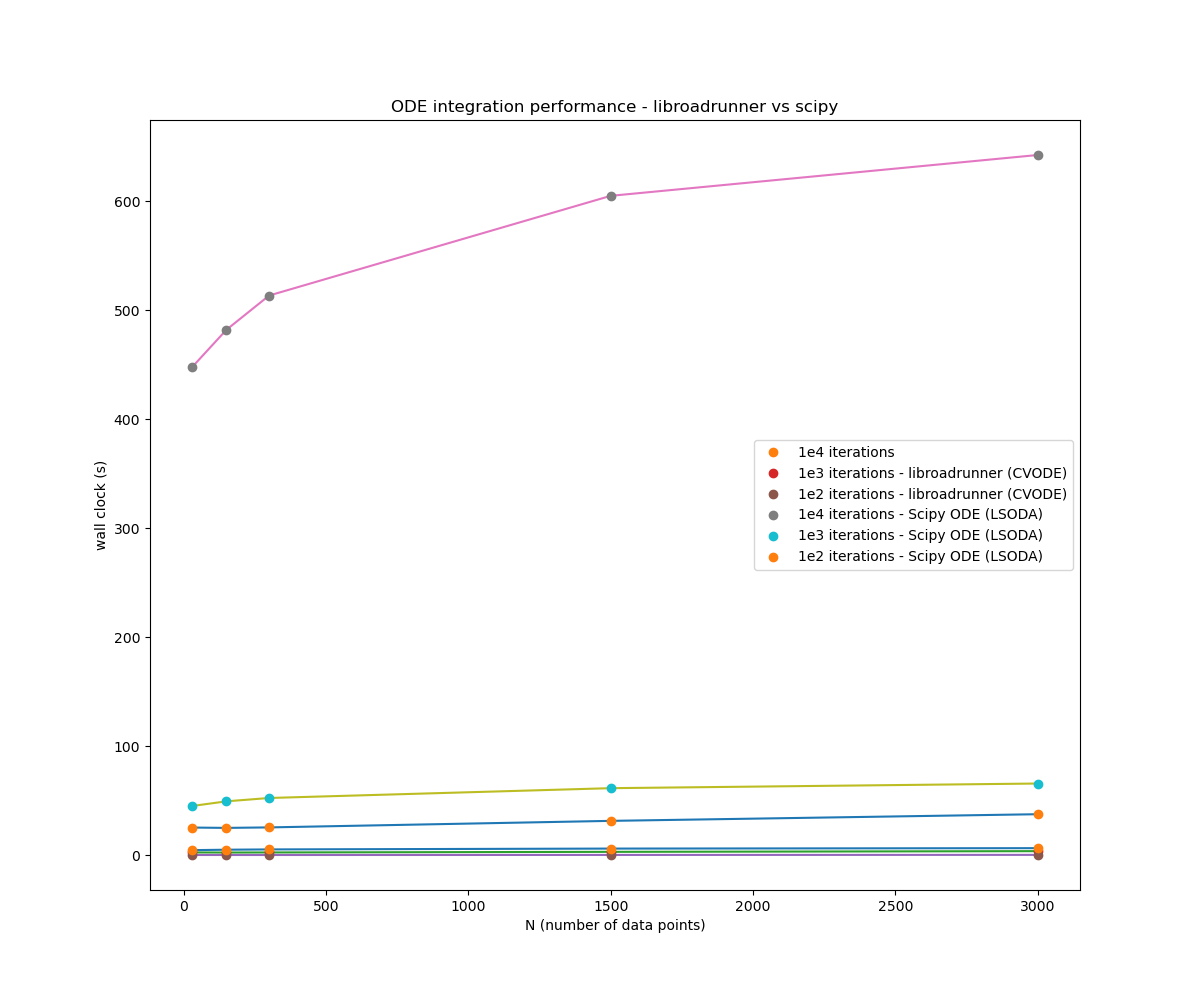 ODE integration performance - libroadrunner vs scipy
600
500
400
300
200
100
0
wall clock (s)
1e4 iterations
1e3 iterations - libroadrunner (CVODE)
1e2 iterations - libroadrunner (CVODE)
1e4 iterations - Scipy ODE (LSODA)
1e3 iterations - Scipy ODE (LSODA)
1e2 iterations - Scipy ODE (LSODA)
0 500 1000 1500 2000 2500 3000
N (number of data points)